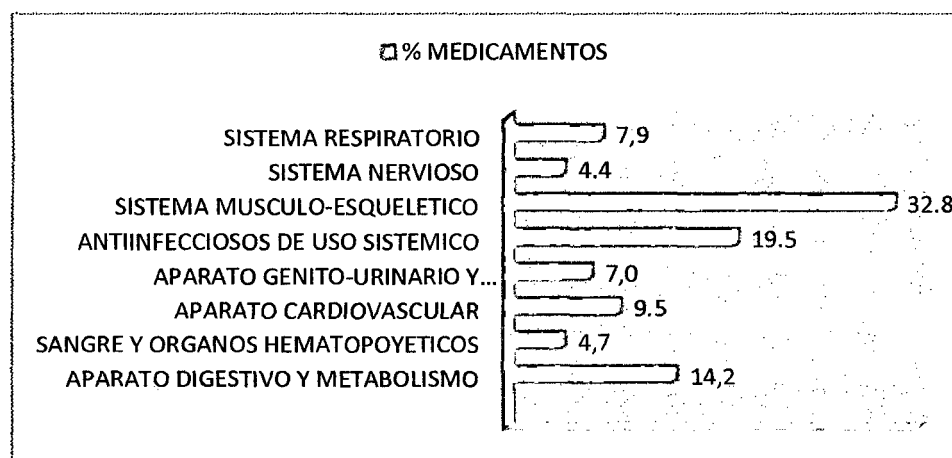 % MEDICAMENTOS
SISTEMA RESPIRATORIO 7,9
SISTEMA NERVIOSO 4.4
SISTEMA MUSCULO-ESQUELETICO 32.8
ANTIINFECCIOSOS DE USO SISTEMICO 19.5
APARATO GENITO-URINARIO Y... 7,0
APARATO CARDIOVASCULAR 9.5
SANGRE Y ORGANOS HEMATOPOYETICOS 4,7
APARATO DIGESTIVO Y METABOLISMO 14,2